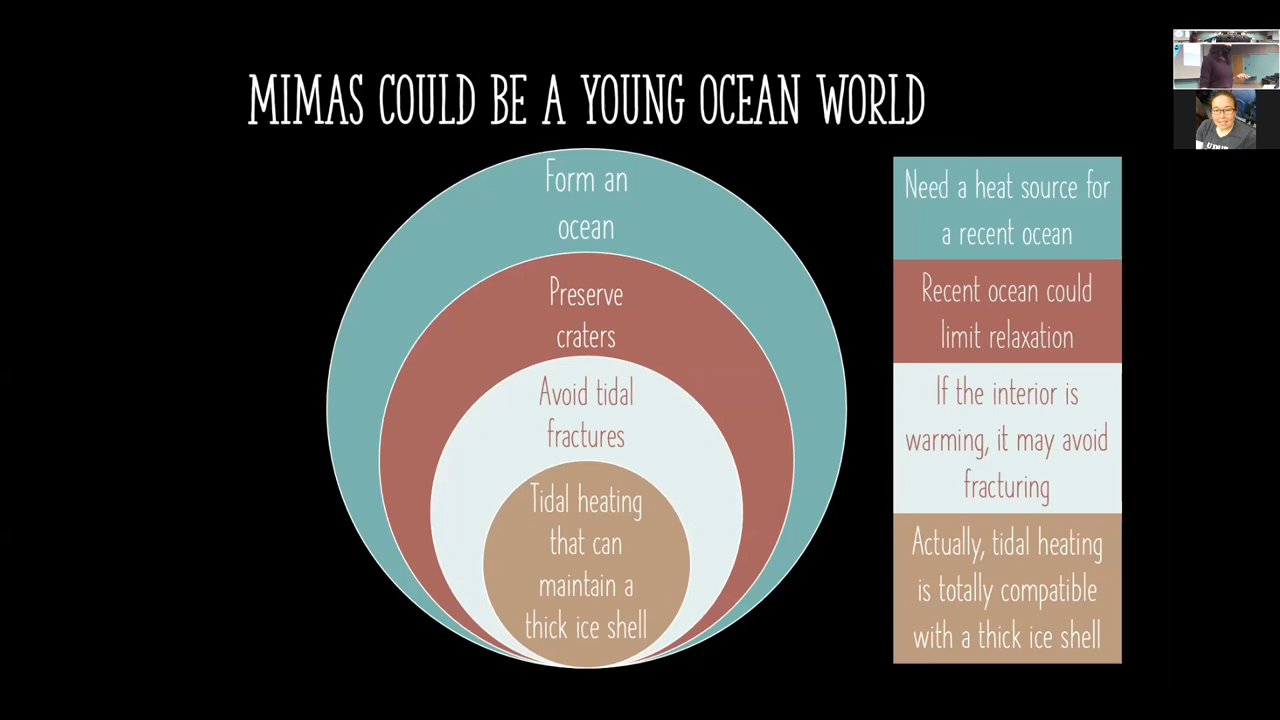 MIMAS COULD BE A YOUNG OCEAN WORLD
Form an
ocean
Preserve
craters
Avoid tidal
fractures
Tidal heating
that can
maintain a
thick ice shell
Need a heat source for
a recent ocean
Recent ocean could
limit relaxation
If the interior is
warming, it may avoid
fracturing
Actually, tidal heating
is totally compatible
with a thick ice shell